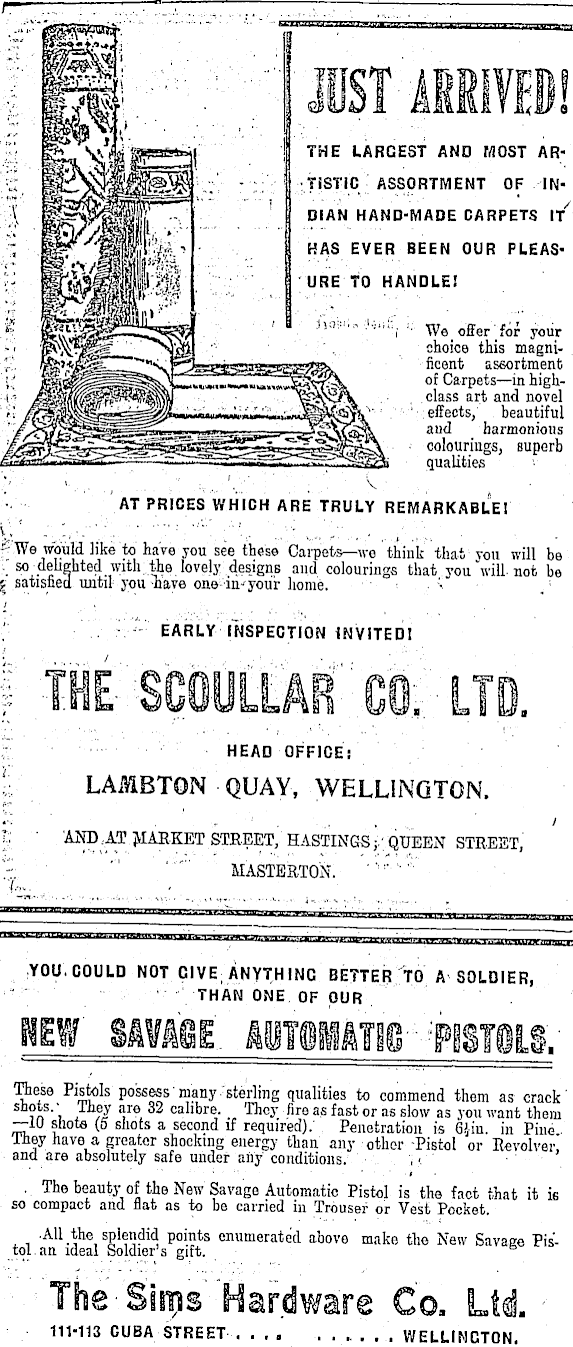 JUST ARRIVED!
THE LARGEST AND MOST AR-
TISTIC ASSORTMENT OF IN-
DIAN HAND-MADE CARPETS IT
HAS EVER BEEN OUR PLEAS-
URE TO HANDLE!
We offer for your
choice this magni-
ficent assortment
of Carpets—in high-
class art and novel
effects, beautiful
and harmonious
colourings, superb
qualities
AT PRICES WHICH ARE TRULY REMARKABLE!
We would like to have you see these Carpets—we think that you will be
so delighted with the lovely designs and colourings that you will not be
satisfied until you have one in your home.
EARLY INSPECTION INVITED!
THE SCOULLAR CO. LTD.
HEAD OFFICE:
LAMBTON QUAY, WELLINGTON.
AND AT MARKET STREET, HASTINGS; QUEEN STREET,
MASTERTON.
YOU COULD NOT GIVE ANYTHING BETTER TO A SOLDIER,
THAN ONE OF OUR
NEW SAVAGE AUTOMATIC PISTOLS.
These Pistols possess many sterling qualities to commend them as crack
shots. They are 32 calibre. They fire as fast or as slow as you want them
—10 shots (5 shots a second if required). Penetration is 6½in. in Pine.
They have a greater shocking energy than any other Pistol or Revolver,
and are absolutely safe under any conditions.
The beauty of the New Savage Automatic Pistol is the fact that it is
so compact and flat as to be carried in Trouser or Vest Pocket.
All the splendid points enumerated above make the New Savage Pis-
tol an ideal Soldier's gift.
The Sims Hardware Co. Ltd.
111-113 CUBA STREET . . . . . . . . . . WELLINGTON.